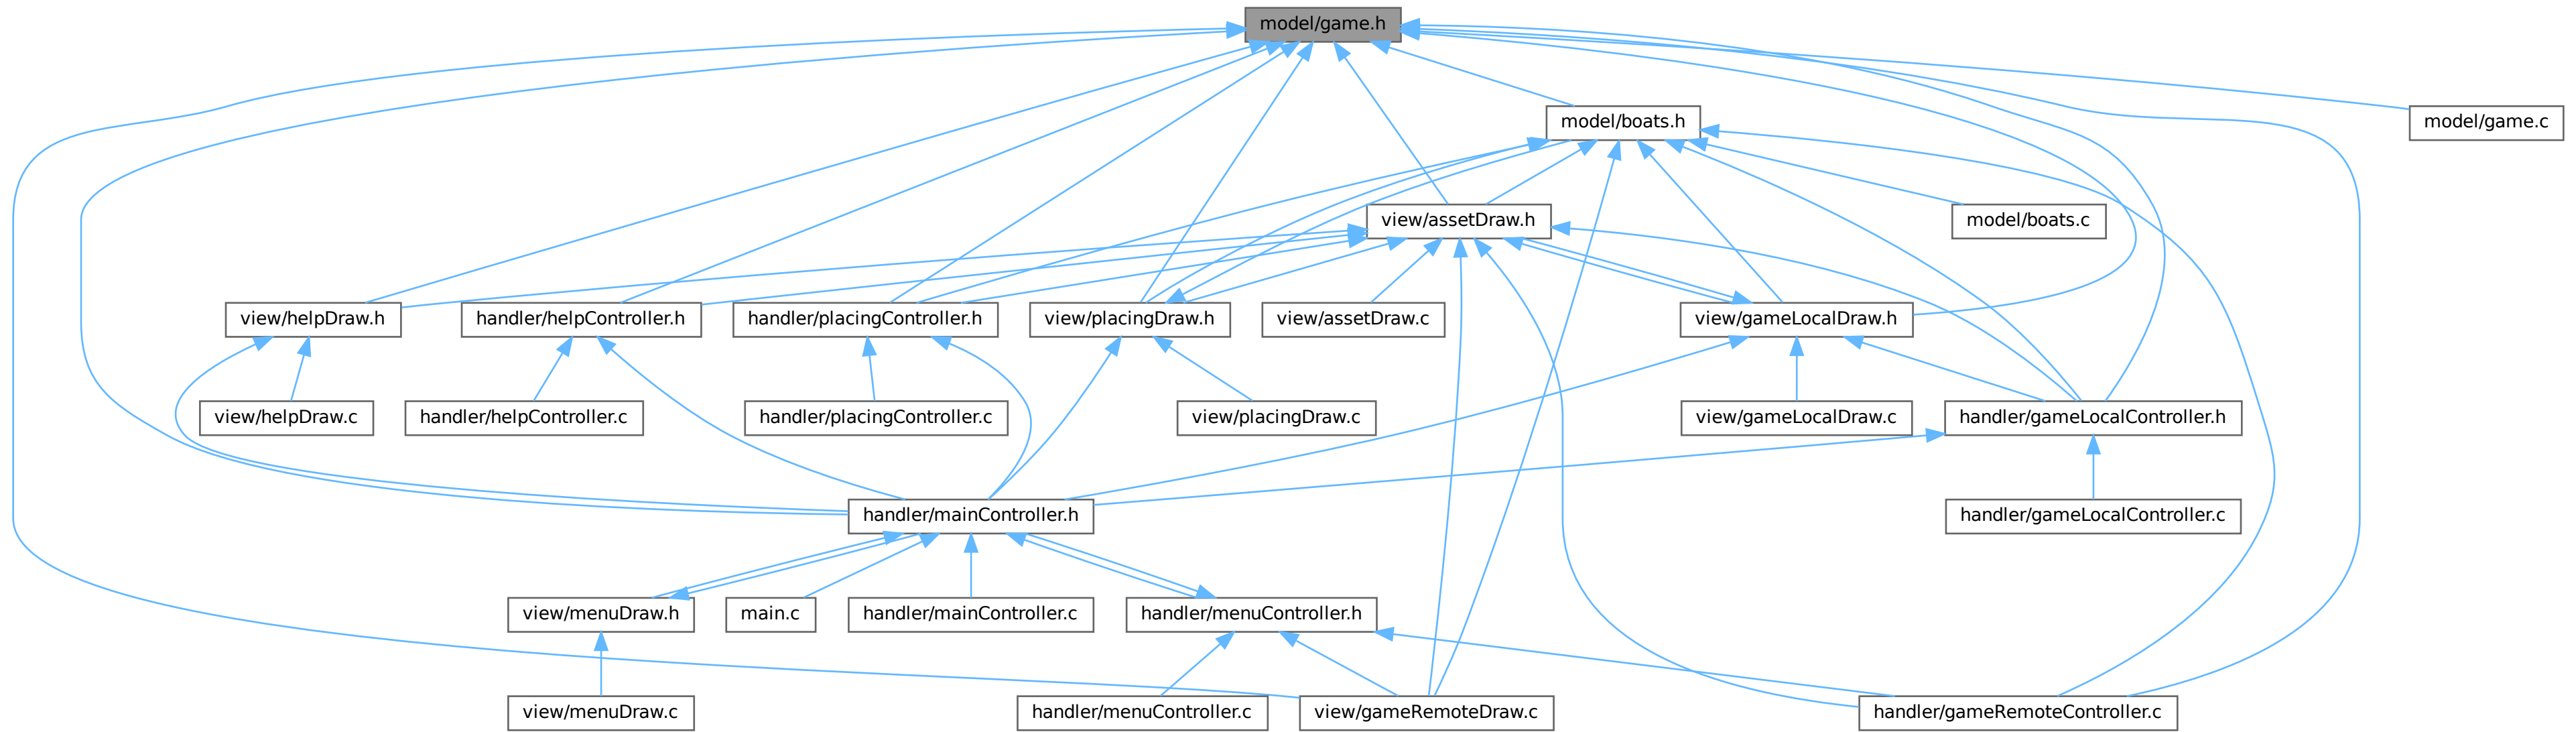 model/game.h
model/boats.h
model/game.c
view/assetDraw.h
model/boats.c
view/helpDraw.h
handler/helpController.h
handler/placingController.h
view/placingDraw.h
view/assetDraw.c
view/gameLocalDraw.h
view/helpDraw.c
handler/helpController.c
handler/placingController.c
view/placingDraw.c
view/gameLocalDraw.c
handler/gameLocalController.h
handler/mainController.h
handler/gameLocalController.c
view/menuDraw.h
main.c
handler/mainController.c
handler/menuController.h
view/menuDraw.c
handler/menuController.c
view/gameRemoteDraw.c
handler/gameRemoteController.c